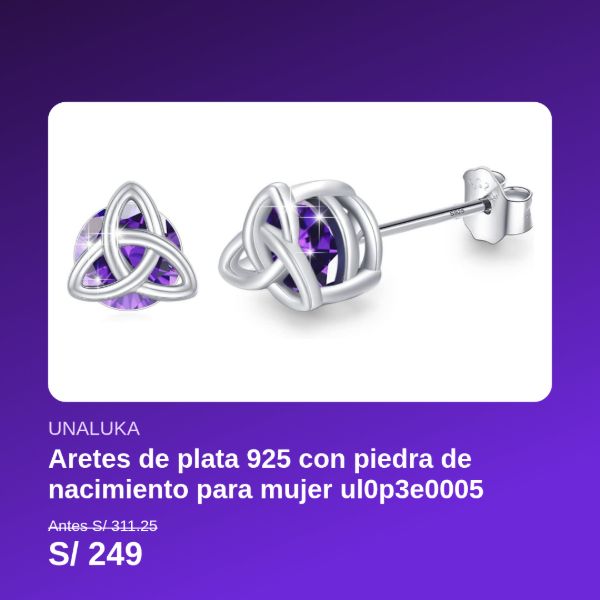 UNALUKA
Aretes de plata 925 con piedra de
nacimiento para mujer ul0p3e0005
Antes S/ 311.25
S/ 249